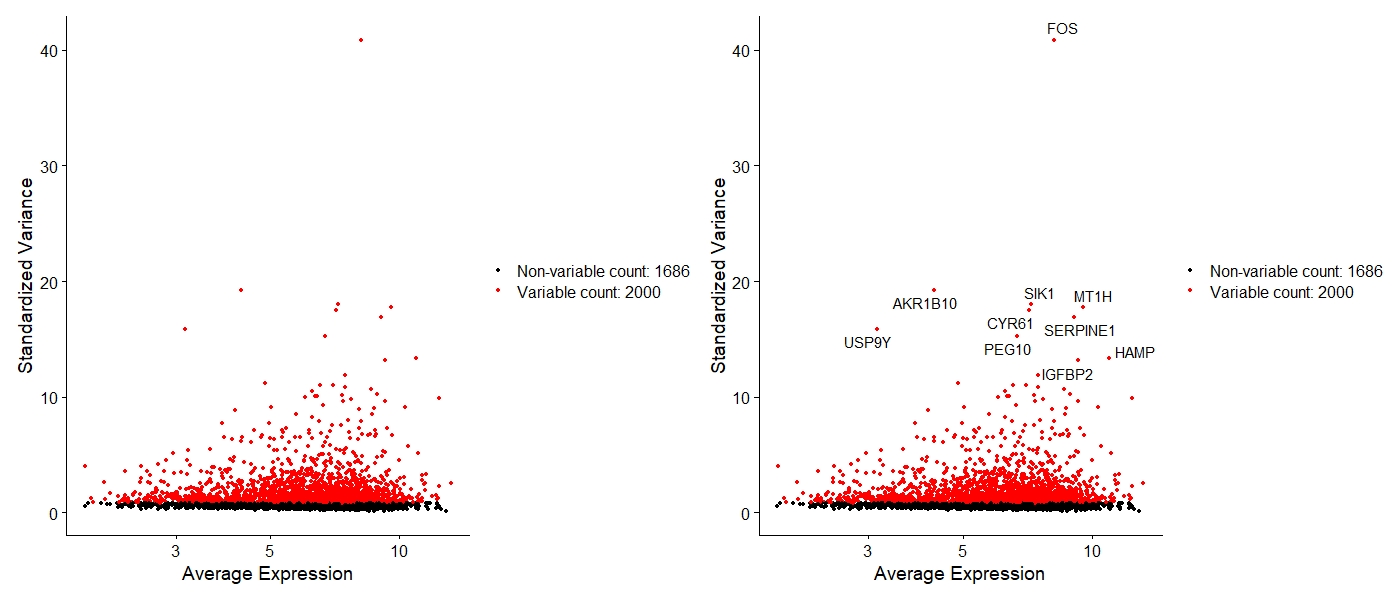 40
30
20
10
0
Standardized Variance
3
5
10
Average Expression
Non-variable count: 1686
Variable count: 2000
40
30
20
10
0
Standardized Variance
FOS
AKR1B10
SIK1
MT1H
CYR61
SERPINE1
USP9Y
PEG10
HAMP
IGFBP2
3
5
10
Average Expression
Non-variable count: 1686
Variable count: 2000